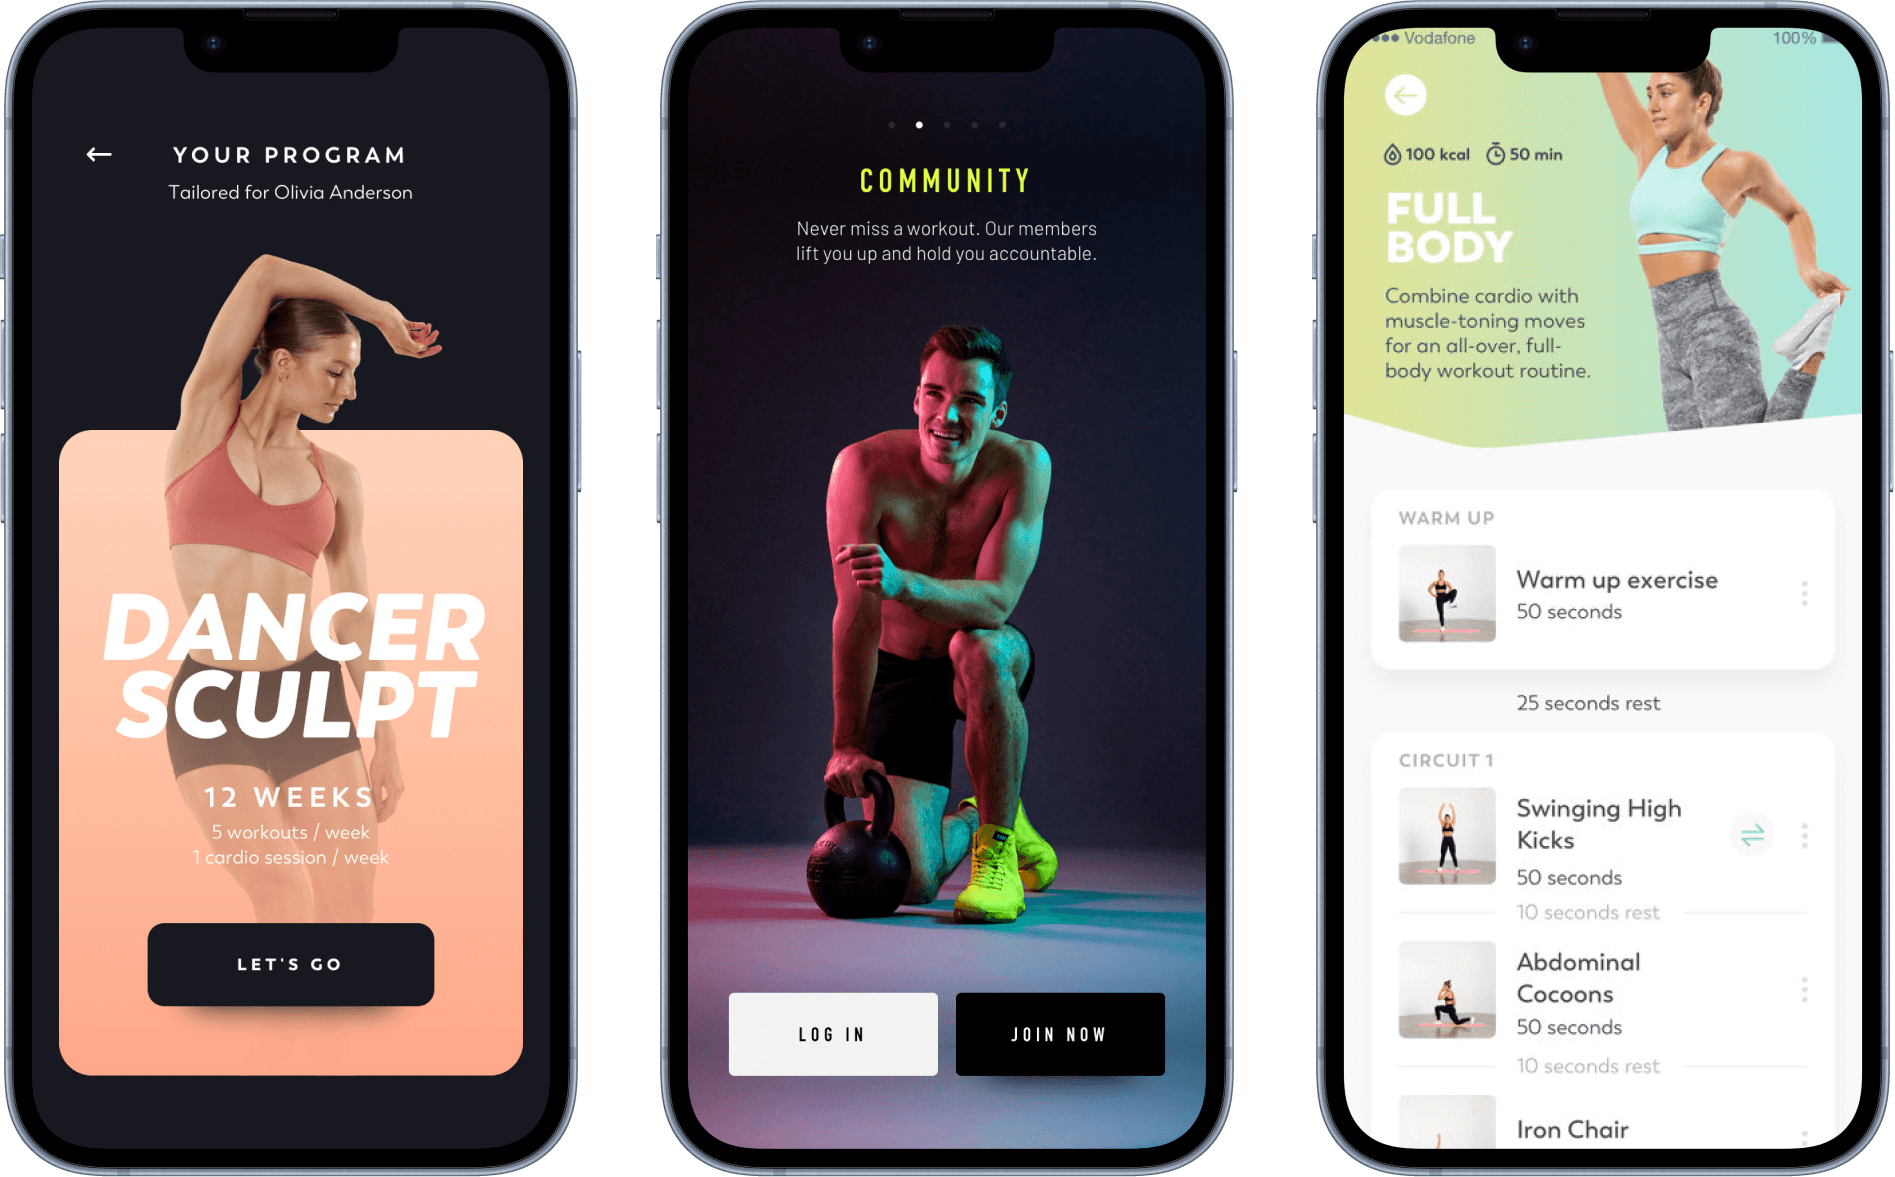 YOUR PROGRAM
Tailored for Olivia Anderson
DANCER
SCULPT
12 WEEKS
5 workouts / week
1 cardio session / week
LET'S GO
COMMUNITY
Never miss a workout. Our members
lift you up and hold you accountable.
LOG IN
JOIN NOW
Vodafone
100%
100 kcal
50 min
FULL
BODY
Combine cardio with
muscle-toning moves
for an all-over, full-
body workout routine.
WARM UP
Warm up exercise
50 seconds
25 seconds rest
CIRCUIT 1
Swinging High
Kicks
50 seconds
10 seconds rest
Abdominal
Cocoons
50 seconds
10 seconds rest
Iron Chair